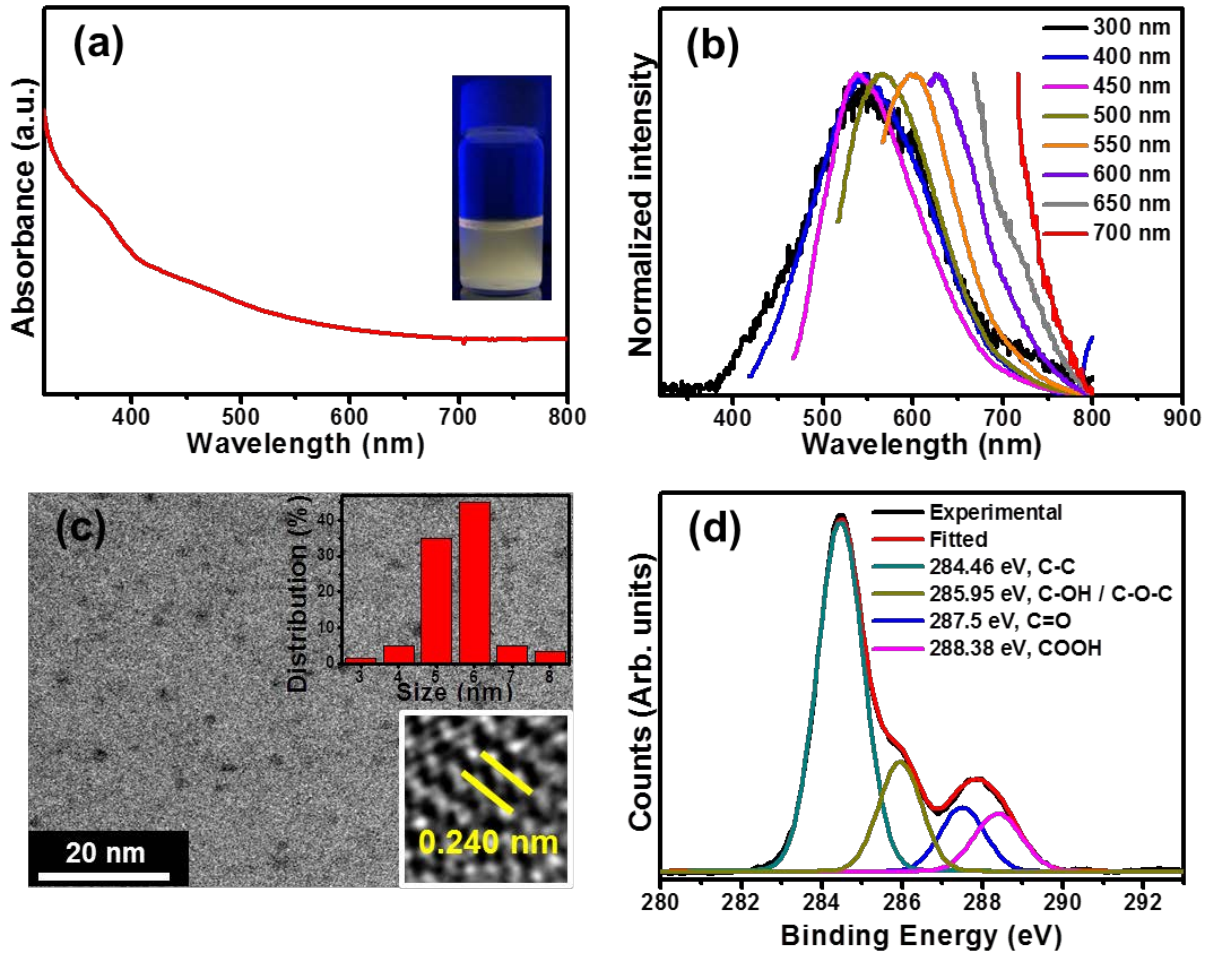 (a)
Absorbance (a.u.)
400 500 600 700 800
Wavelength (nm)
(b)
Normalized intensity
300 nm
400 nm
450 nm
500 nm
550 nm
600 nm
650 nm
700 nm
400 500 600 700 800 900
Wavelength (nm)
(c)
Distribution (%)
40
30
20
10
0
3 4 5 6 7 8
Size (nm)
0.240 nm
20 nm
(d)
Counts (Arb. units)
Experimental
Fitted
284.46 eV, C-C
285.95 eV, C-OH / C-O-C
287.5 eV, C=O
288.38 eV, COOH
280 282 284 286 288 290 292
Binding Energy (eV)